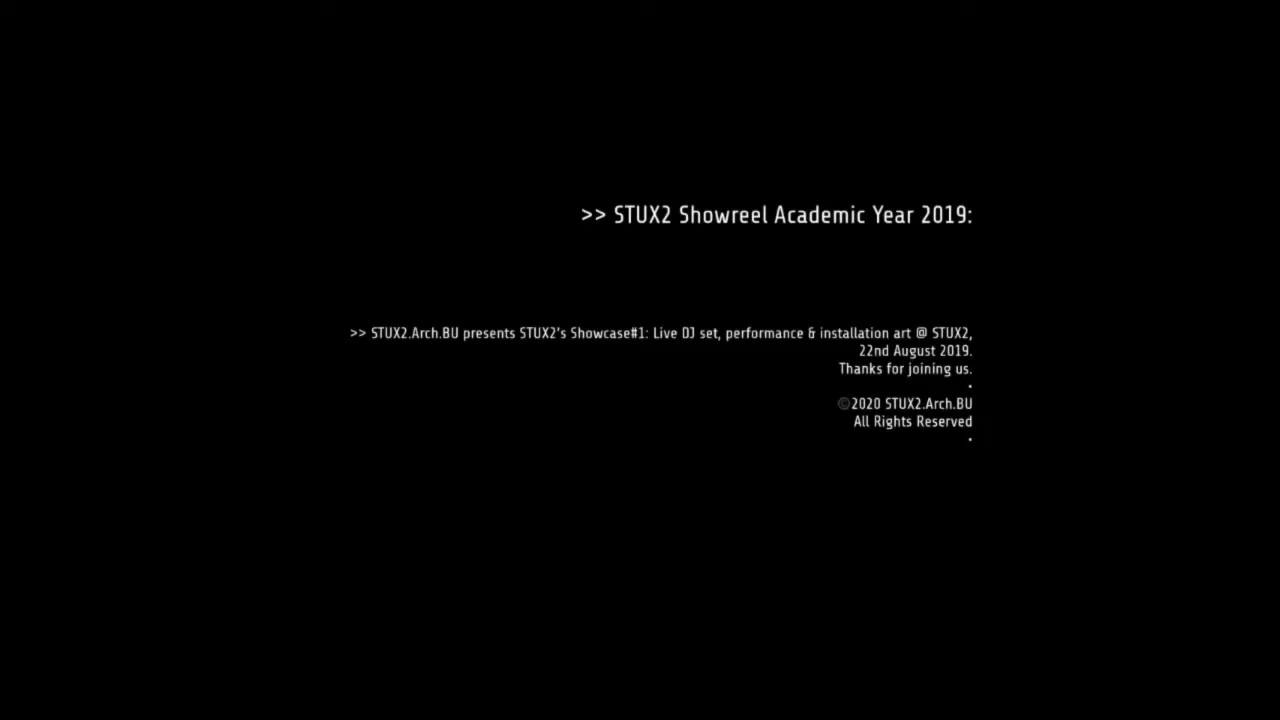 >> STUX2 Showreel Academic Year 2019:
>> STUX2.Arch.BU presents STUX2's Showcase#1: Live DJ set, performance & installation art @ STUX2,
22nd August 2019.
Thanks for joining us.
.
©2020 STUX2.Arch.BU
All Rights Reserved
.